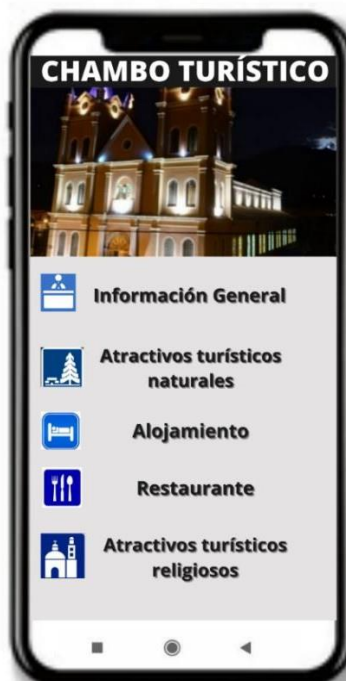 CHAMBO TURÍSTICO
Información General
Atractivos turísticos
naturales
Alojamiento
Restaurante
Atractivos turísticos
religiosos